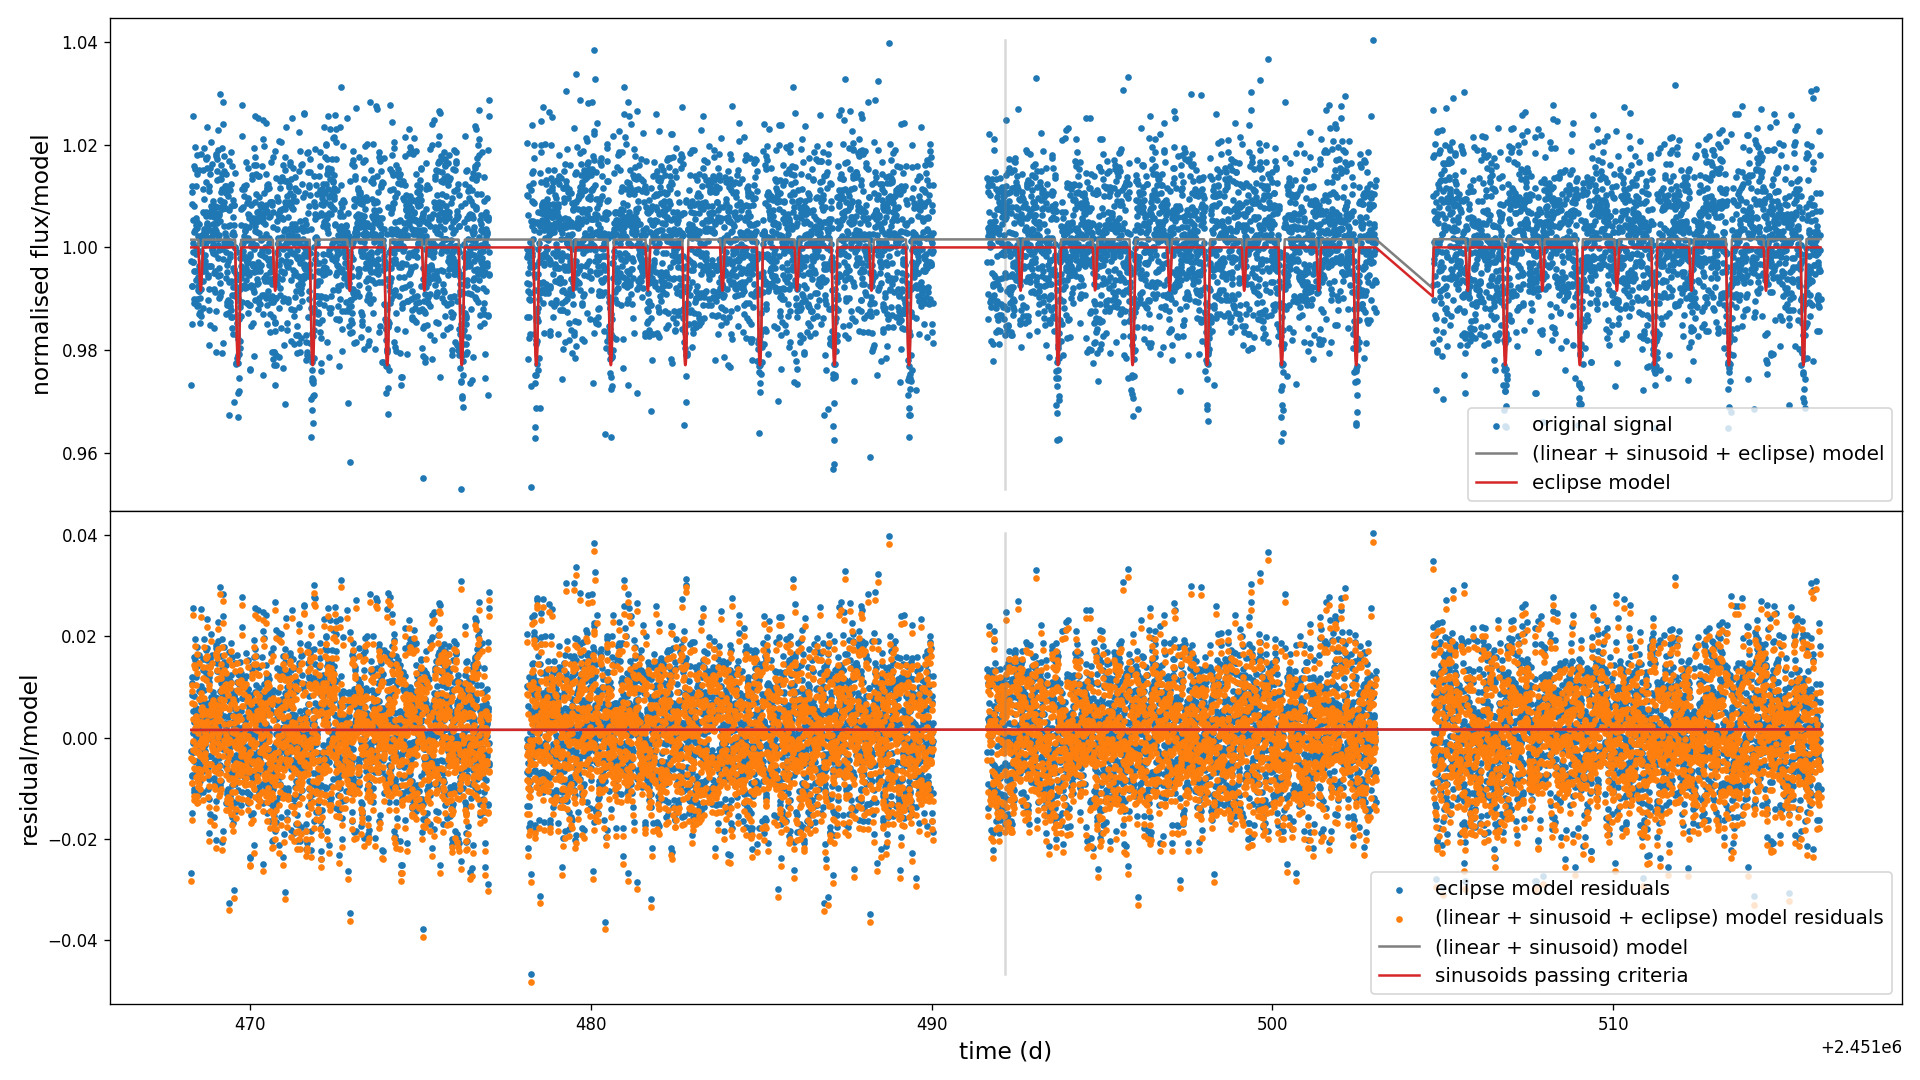 normalised flux/model
1.04
1.02
1.00
0.98
0.96
original signal
(linear + sinusoid + eclipse) model
eclipse model
residual/model
0.04
0.02
0.00
−0.02
−0.04
eclipse model residuals
(linear + sinusoid + eclipse) model residuals
(linear + sinusoid) model
sinusoids passing criteria
470
480
490
500
510
time (d)
+2.451e6